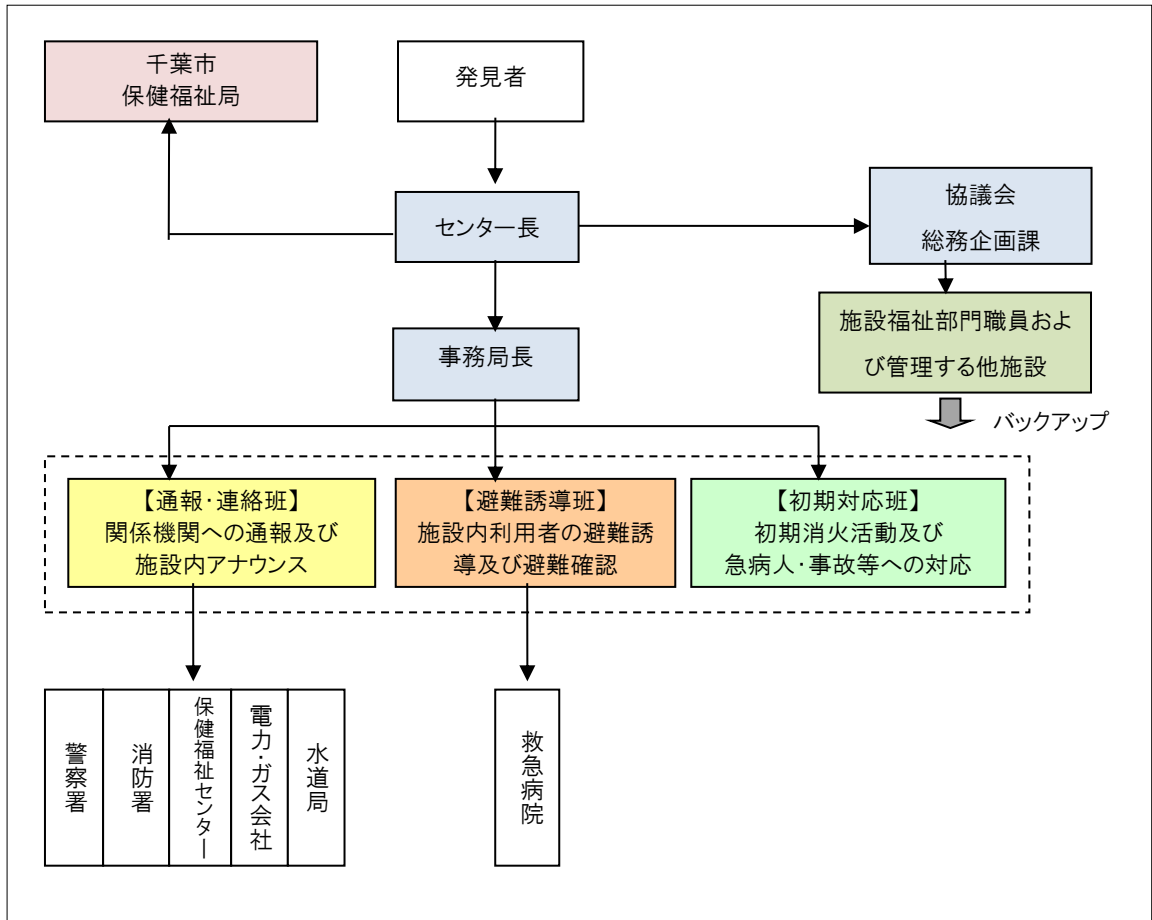 千葉市
保健福祉局
発見者
センター長
協議会
総務企画課
事務局長
施設福祉部門職員およ
び管理する他施設
バックアップ
【通報・連絡班】
関係機関への通報及び
施設内アナウンス
【避難誘導班】
施設内利用者の避難誘
導及び避難確認
【初期対応班】
初期消火活動及び
急病人・事故等への対応
警察署
消防署
保健福祉センター
電力・ガス会社
水道局
救急病院